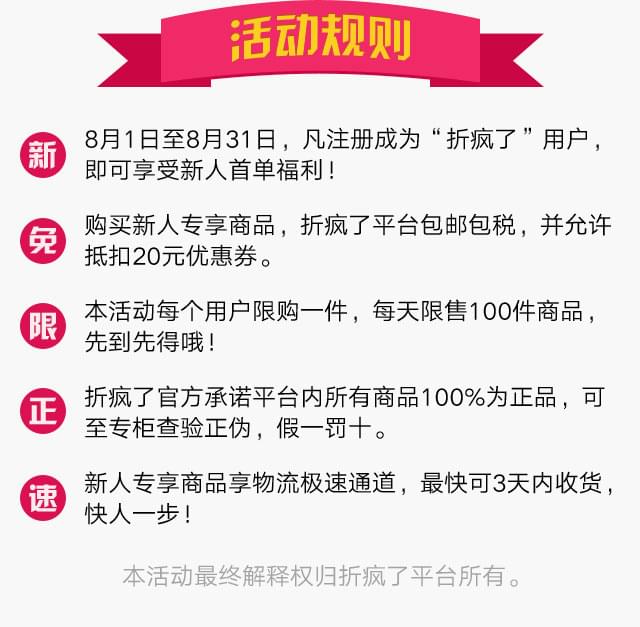 活动规则
新
8月1日至8月31日，凡注册成为“折疯了”用户，
即可享受新人首单福利！
免
购买新人专享商品，折疯了平台包邮包税，并允许
抵扣20元优惠券。
限
本活动每个用户限购一件，每天限售100件商品，
先到先得哦！
正
折疯了官方承诺平台内所有商品100%为正品，可
至专柜查验正伪，假一罚十。
速
新人专享商品享物流极速通道，最快可3天内收货，
快人一步！
本活动最终解释权归折疯了平台所有。